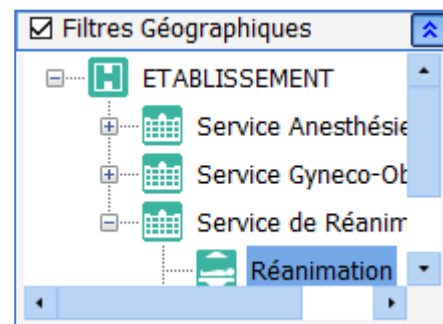 Filtres Géographiques
ETABLISSEMENT
Service Anesthésie
Service Gyneco-Ob
Service de Réanim
Réanimation